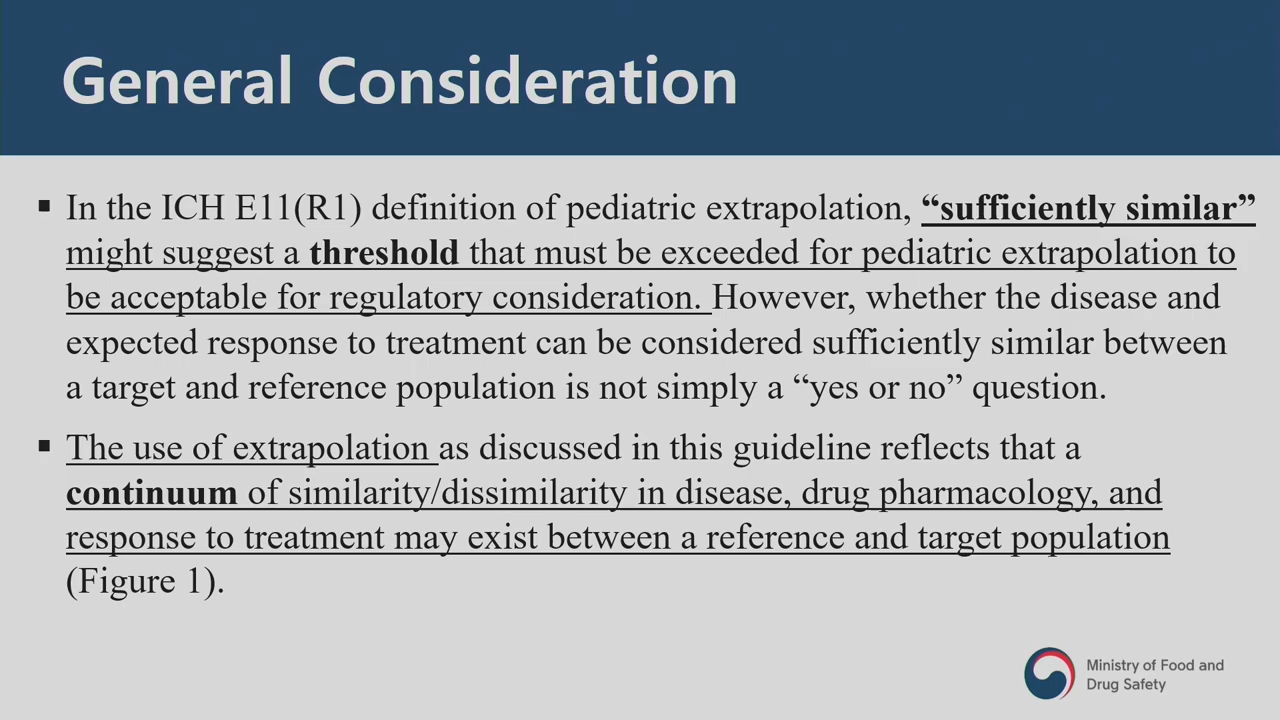 General Consideration
▪ In the ICH E11(R1) definition of pediatric extrapolation, “sufficiently similar”
might suggest a threshold that must be exceeded for pediatric extrapolation to
be acceptable for regulatory consideration. However, whether the disease and
expected response to treatment can be considered sufficiently similar between
a target and reference population is not simply a “yes or no” question.
▪ The use of extrapolation as discussed in this guideline reflects that a
continuum of similarity/dissimilarity in disease, drug pharmacology, and
response to treatment may exist between a reference and target population
(Figure 1).
Ministry of Food and
Drug Safety